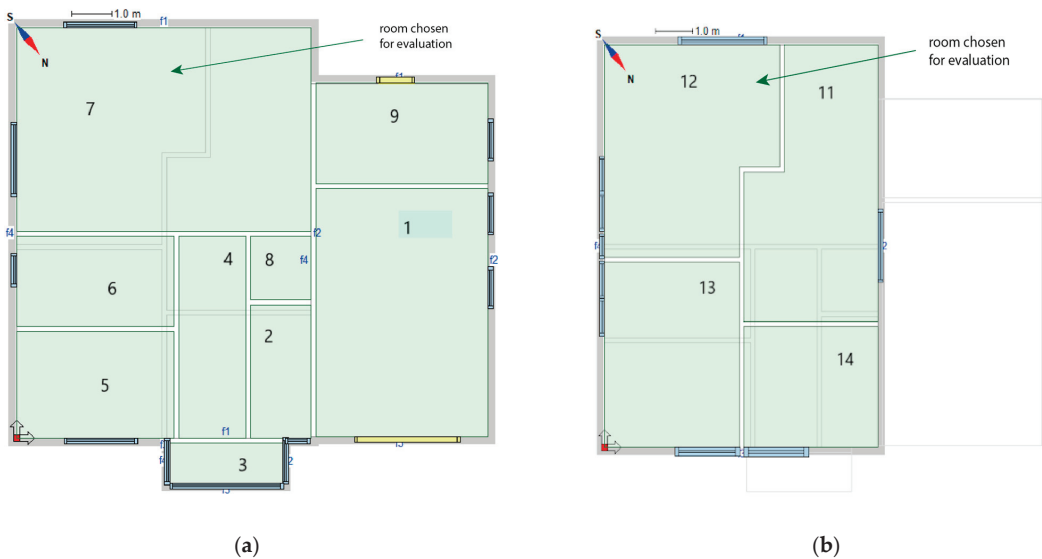 S
N
1.0 m
f1
room chosen
for evaluation
7
f1
9
1
f4
f2
f2
4
8
f4
6
2
5
f1
3
(a)
S
N
1.0 m
room chosen
for evaluation
12
11
13
14
(b)